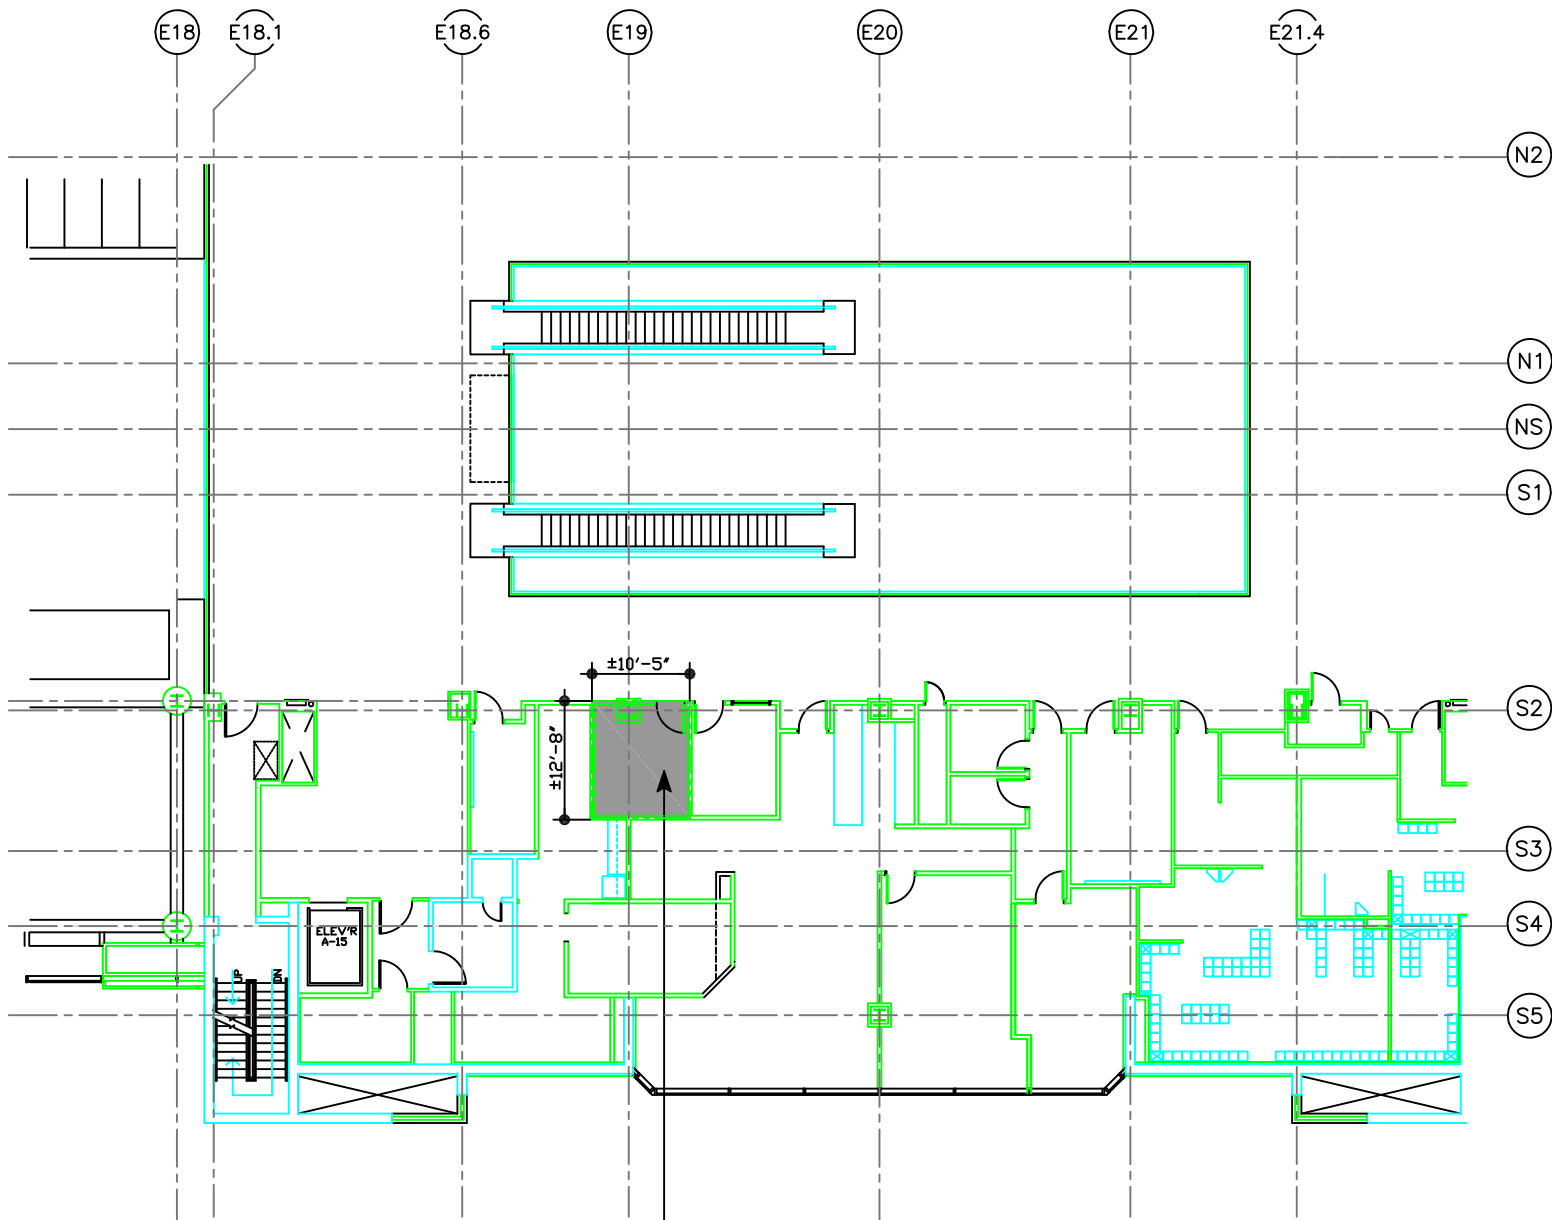 E18
E18.1
E18.6
E19
E20
E21
E21.4
N2
N1
NS
S1
±10'-5"
S2
±12'-8"
S3
ELEV'R
A-15
S4
UP
DN
S5